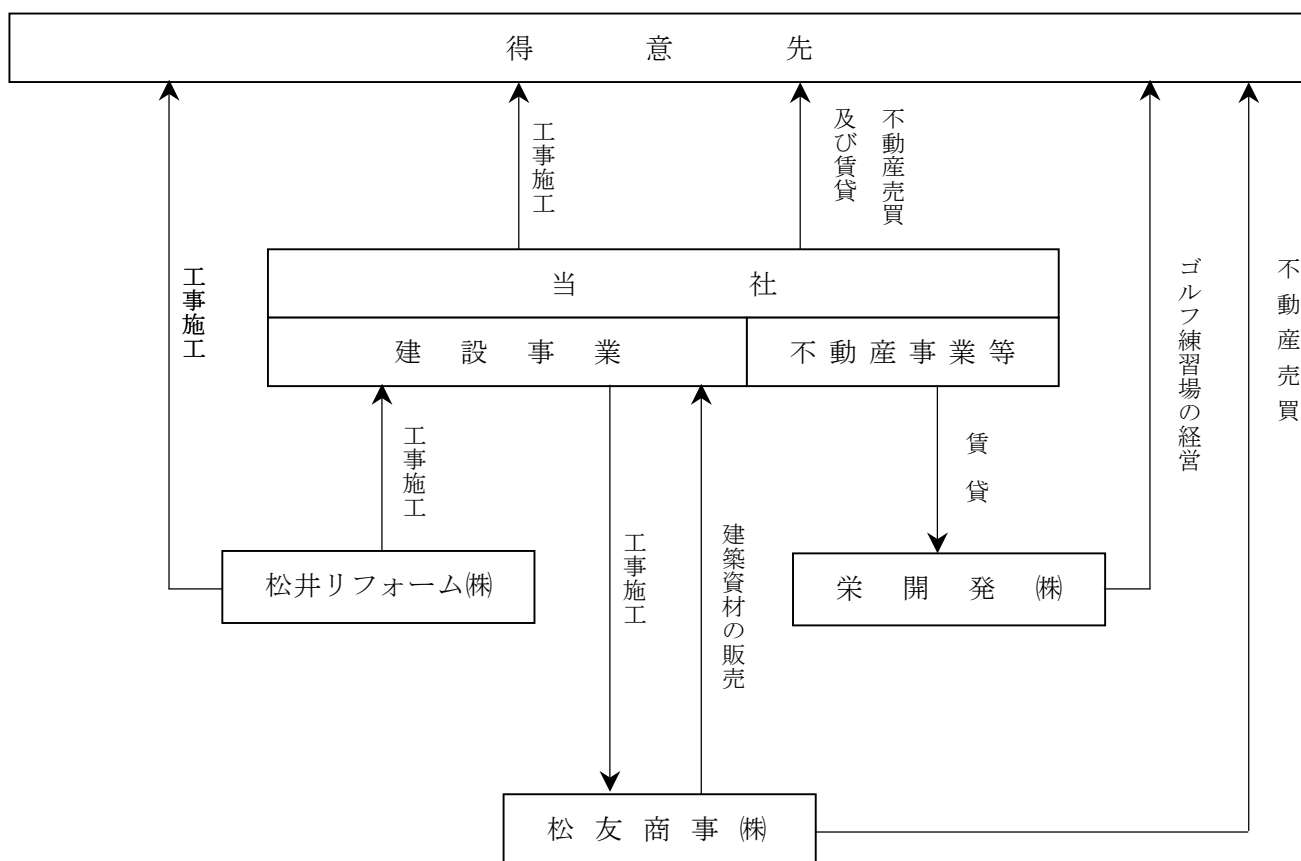 得意先
工事施工
不動産売買
及び賃貸
工事施工
ゴルフ練習場の経営
不動産売買
当社
建設事業
不動産事業等
工事施工
工事施工
建築資材の販売
賃貸
松井リフォーム㈱
栄開発㈱
松友商事㈱